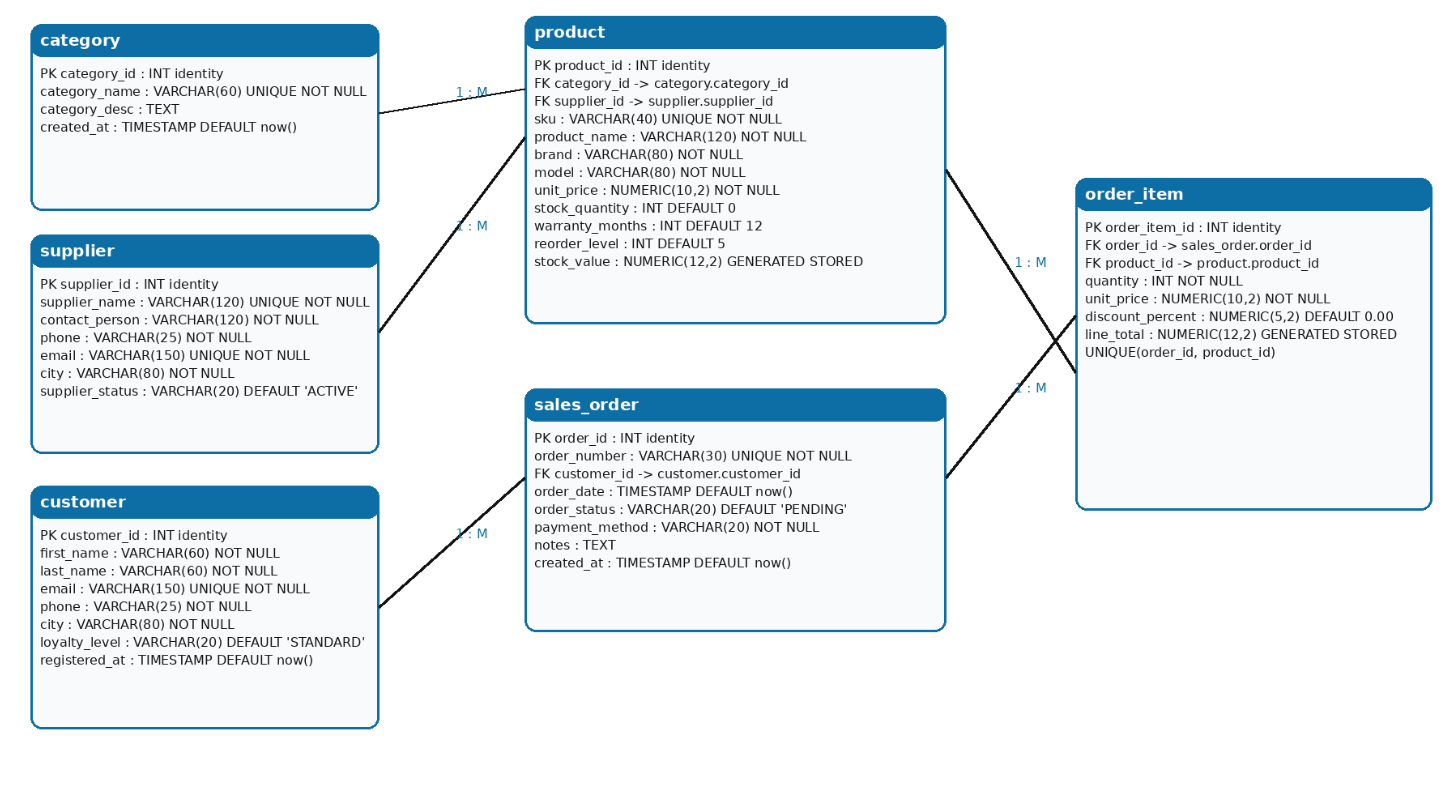 category
PK category_id : INT identity
category_name : VARCHAR(60) UNIQUE NOT NULL
category_desc : TEXT
created_at : TIMESTAMP DEFAULT now()
supplier
PK supplier_id : INT identity
supplier_name : VARCHAR(120) UNIQUE NOT NULL
contact_person : VARCHAR(120) NOT NULL
phone : VARCHAR(25) NOT NULL
email : VARCHAR(150) UNIQUE NOT NULL
city : VARCHAR(80) NOT NULL
supplier_status : VARCHAR(20) DEFAULT 'ACTIVE'
customer
PK customer_id : INT identity
first_name : VARCHAR(60) NOT NULL
last_name : VARCHAR(60) NOT NULL
email : VARCHAR(150) UNIQUE NOT NULL
phone : VARCHAR(25) NOT NULL
city : VARCHAR(80) NOT NULL
loyalty_level : VARCHAR(20) DEFAULT 'STANDARD'
registered_at : TIMESTAMP DEFAULT now()
1 : M
1 : M
1 : M
product
PK product_id : INT identity
FK category_id -> category.category_id
FK supplier_id -> supplier.supplier_id
sku : VARCHAR(40) UNIQUE NOT NULL
product_name : VARCHAR(120) NOT NULL
brand : VARCHAR(80) NOT NULL
model : VARCHAR(80) NOT NULL
unit_price : NUMERIC(10,2) NOT NULL
stock_quantity : INT DEFAULT 0
warranty_months : INT DEFAULT 12
reorder_level : INT DEFAULT 5
stock_value : NUMERIC(12,2) GENERATED STORED
sales_order
PK order_id : INT identity
order_number : VARCHAR(30) UNIQUE NOT NULL
FK customer_id -> customer.customer_id
order_date : TIMESTAMP DEFAULT now()
order_status : VARCHAR(20) DEFAULT 'PENDING'
payment_method : VARCHAR(20) NOT NULL
notes : TEXT
created_at : TIMESTAMP DEFAULT now()
1 : M
1 : M
order_item
PK order_item_id : INT identity
FK order_id -> sales_order.order_id
FK product_id -> product.product_id
quantity : INT NOT NULL
unit_price : NUMERIC(10,2) NOT NULL
discount_percent : NUMERIC(5,2) DEFAULT 0.00
line_total : NUMERIC(12,2) GENERATED STORED
UNIQUE(order_id, product_id)